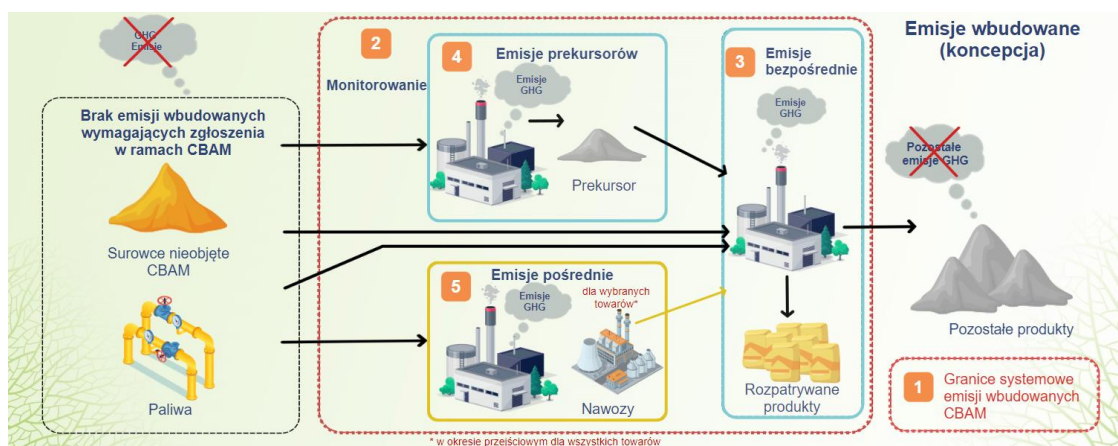 GHG
Emisje
Brak emisji wbudowanych
wymagających zgłoszenia
w ramach CBAM
Surowce nieobjęte
CBAM
Paliwa
2
Monitorowanie
4
Emisje prekursorów
Emisje
GHG
Prekursor
5
Emisje pośrednie
Emisje
GHG
dla wybranych
towarów*
Nawozy
3
Emisje
bezpośrednie
Emisje
GHG
Rozpatrywane
produkty
* w okresie przejściowym dla wszystkich towarów
Emisje wbudowane
(koncepcja)
Pozostałe
emisje GHG
Pozostałe produkty
1
Granice systemowe
emisji wbudowanych
CBAM